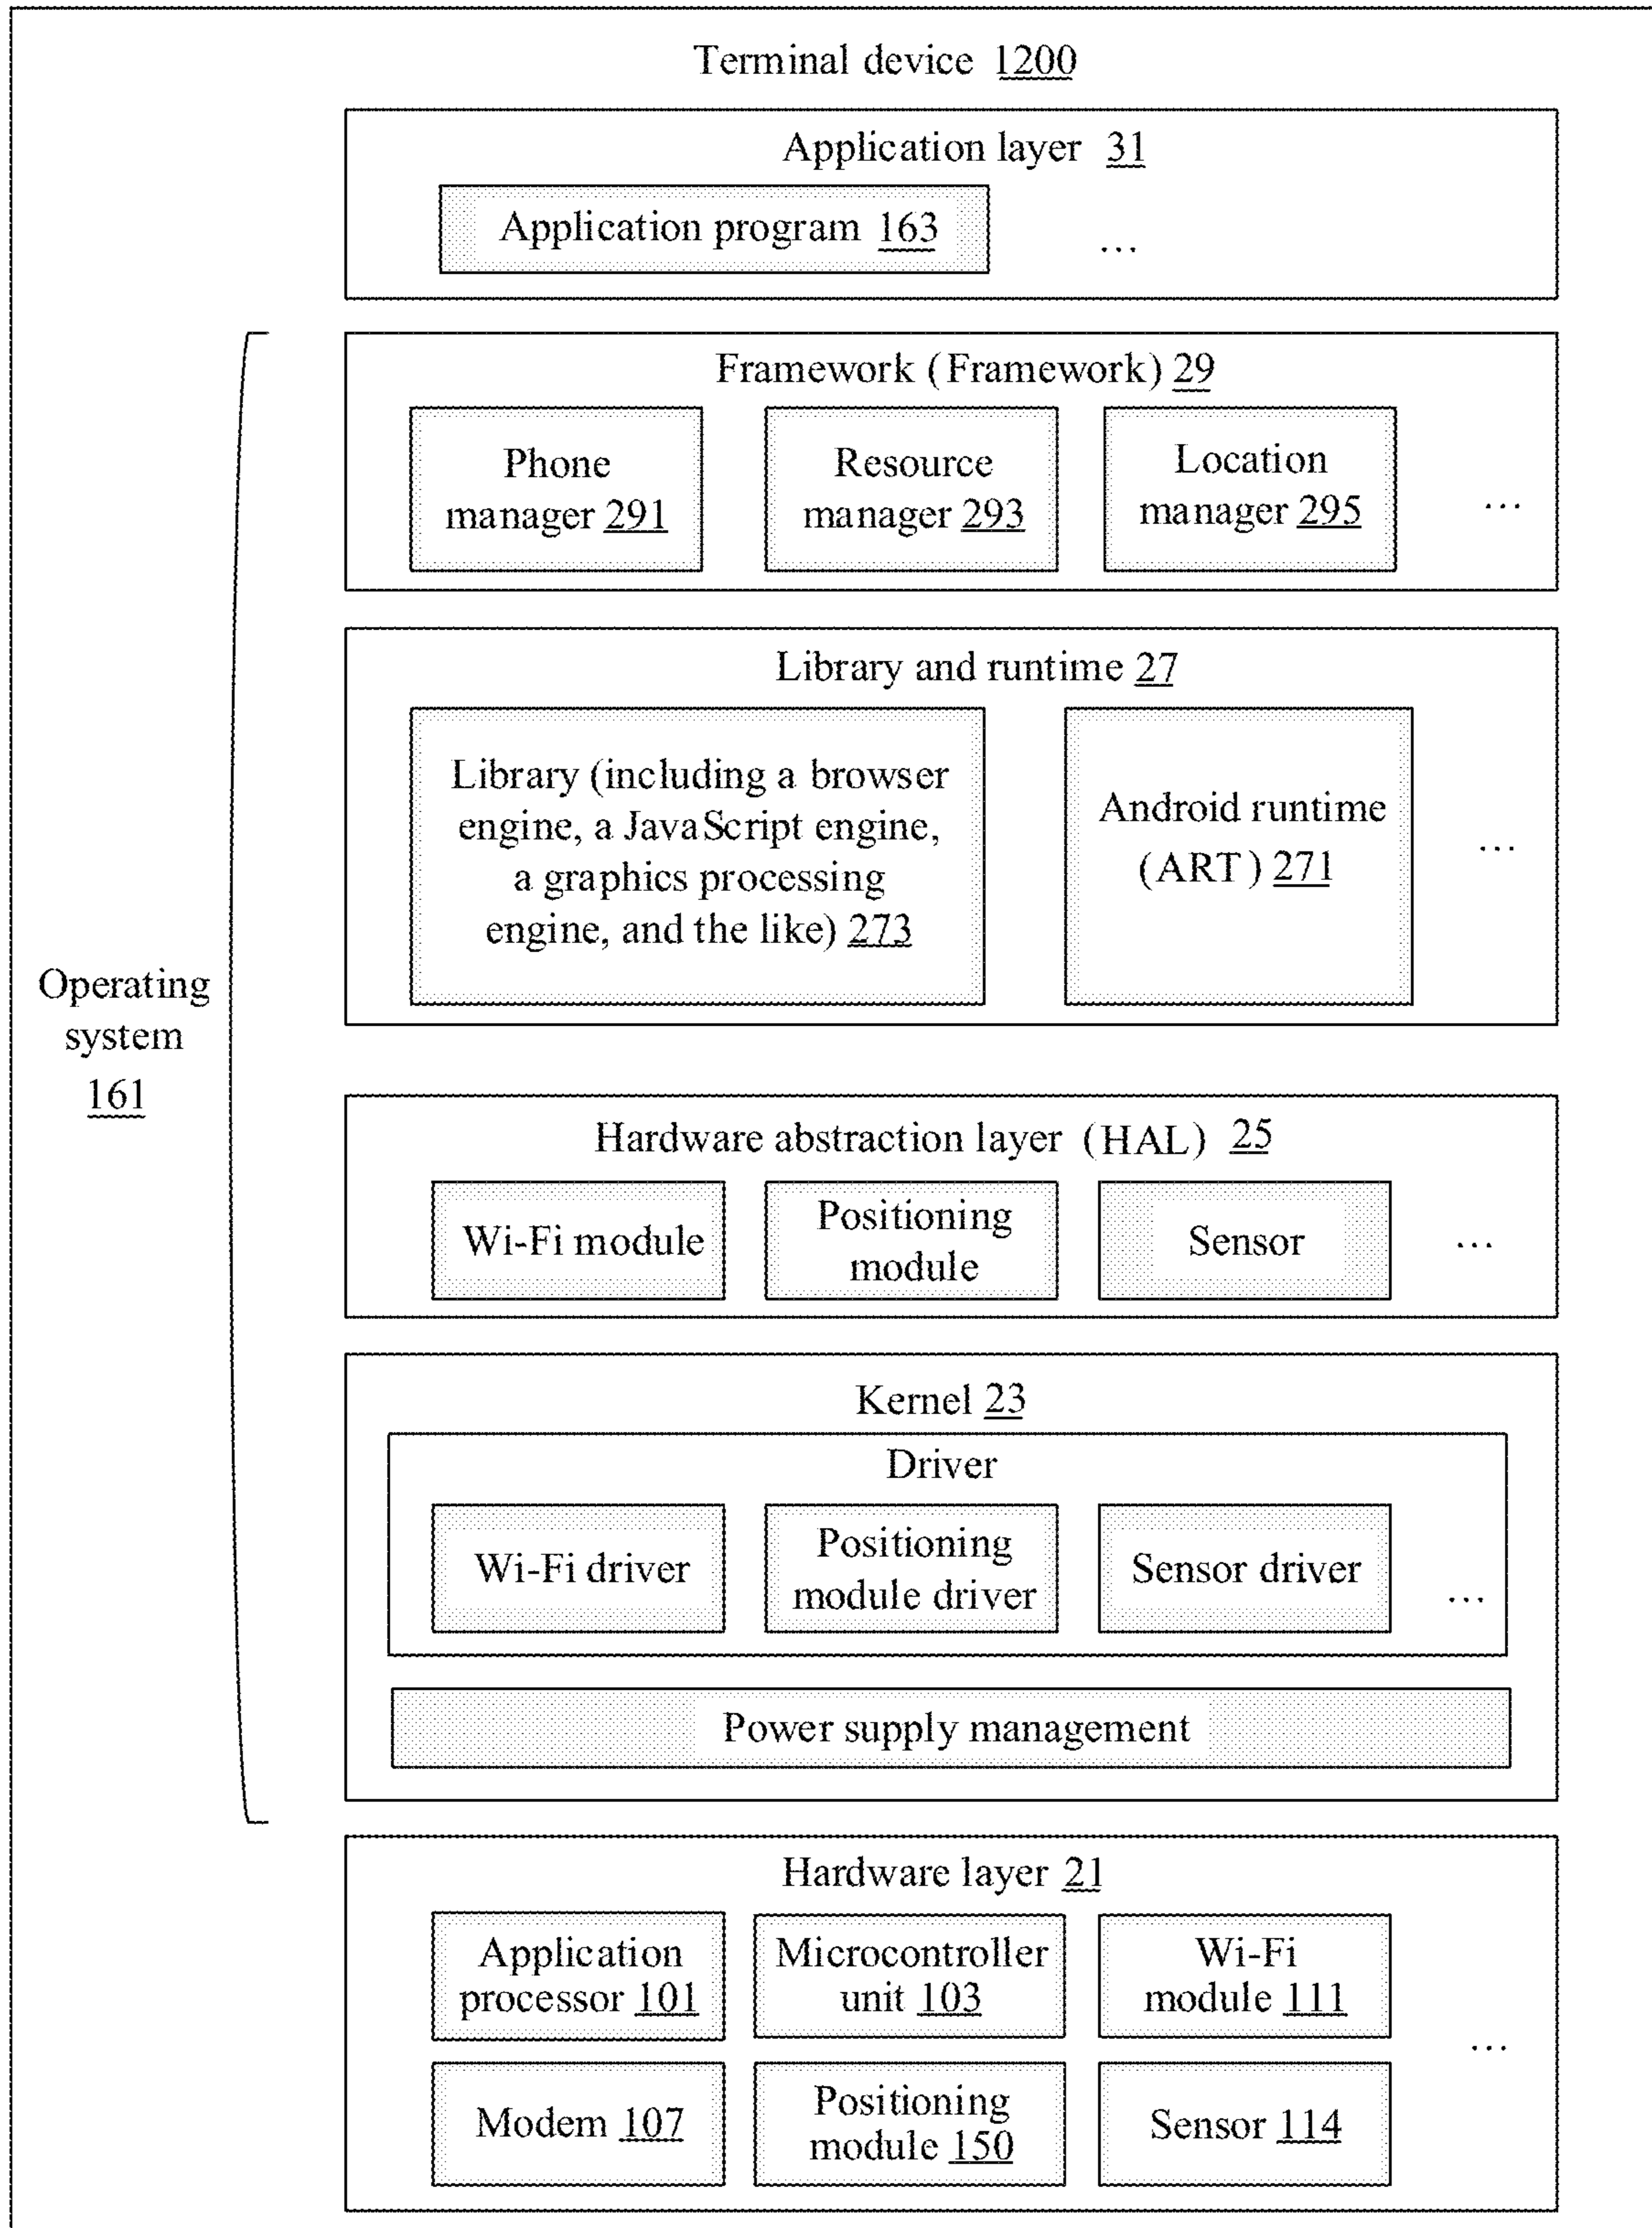 Terminal device 1200
Application layer 31
Application program 163
...
Framework (Framework) 29
Phone
manager 291
Resource
manager 293
Location
manager 295
...
Library and runtime 27
Library (including a browser
engine, a JavaScript engine,
a graphics processing
engine, and the like) 273
Android runtime
(ART) 271
...
Operating
system
161
Hardware abstraction layer (HAL) 25
Wi-Fi module
Positioning
module
Sensor
...
Kernel 23
Driver
Wi-Fi driver
Positioning
module driver
Sensor driver
...
Power supply management
Hardware layer 21
Application
processor 101
Microcontroller
unit 103
Wi-Fi
module 111
...
Modem 107
Positioning
module 150
Sensor 114